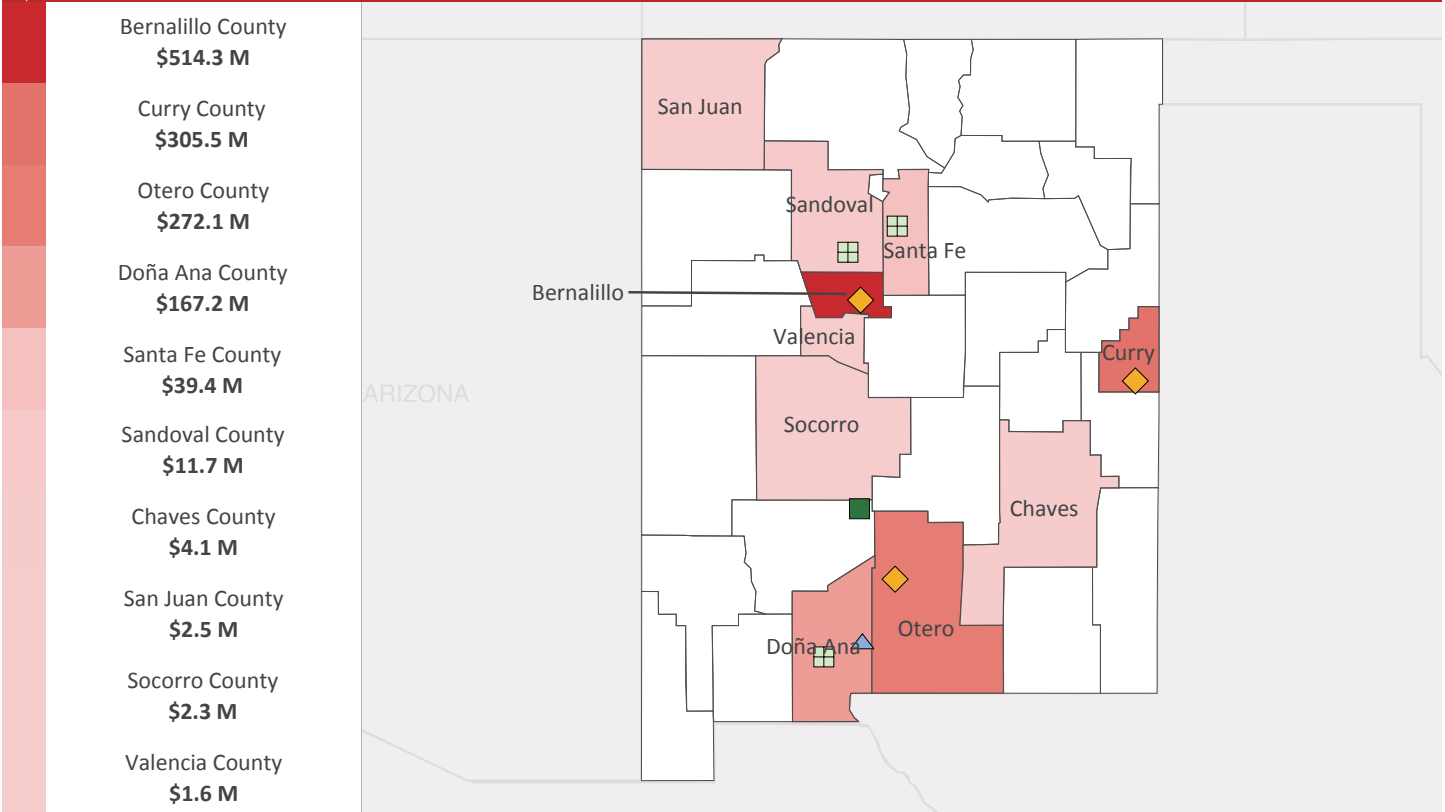 Bernalillo County
$514.3 M
Curry County
$305.5 M
Otero County
$272.1 M
Doña Ana County
$167.2 M
Santa Fe County
$39.4 M
Sandoval County
$11.7 M
Chaves County
$4.1 M
San Juan County
$2.5 M
Socorro County
$2.3 M
Valencia County
$1.6 M
San Juan
Sandoval
Santa Fe
Bernalillo
Valencia
Curry
ARIZONA
Socorro
Chaves
Otero
Doña Ana